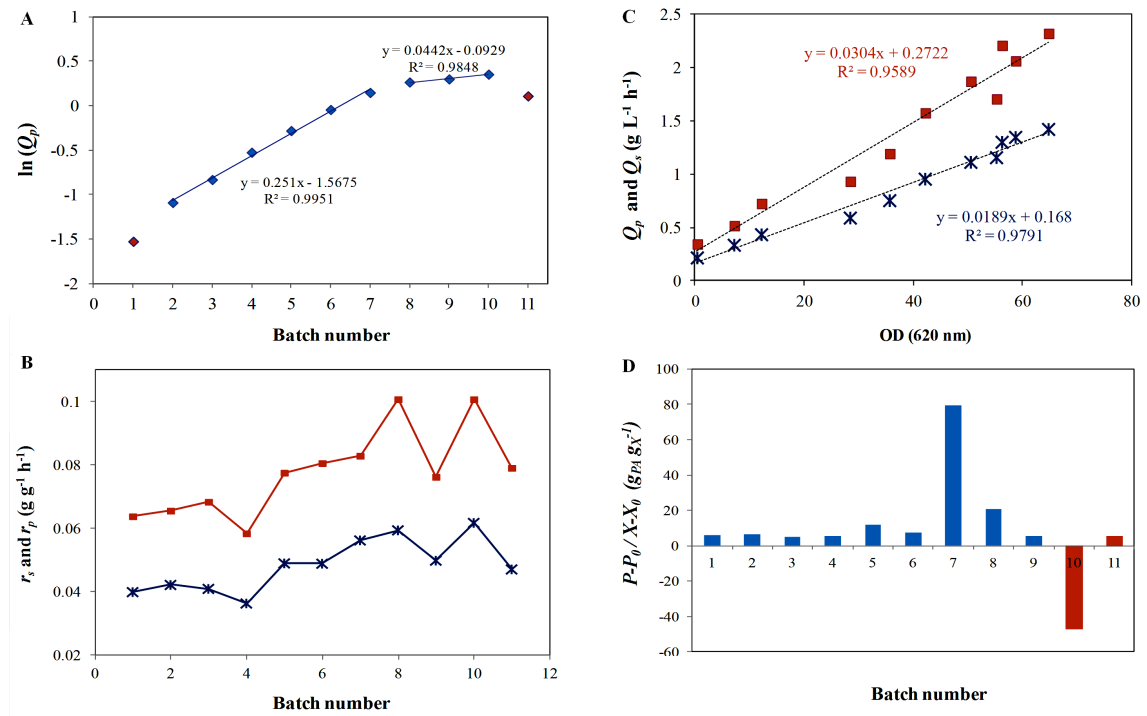 A
ln (Qp)
1
0.5
0
-0.5
-1
-1.5
-2
y = 0.0442x - 0.0929
R² = 0.9848
y = 0.251x - 1.5675
R² = 0.9951
0 1 2 3 4 5 6 7 8 9 10 11
Batch number
B
rs and rp (g g-1 h-1)
0.1
0.08
0.06
0.04
0.02
0 2 4 6 8 10 12
Batch number
C
Qp and Qs (g L-1 h-1)
2.5
2
1.5
1
0.5
0
y = 0.0304x + 0.2722
R² = 0.9589
y = 0.0189x + 0.168
R² = 0.9791
0 20 40 60 80
OD (620 nm)
D
P-P0 / X-X0 (gPA gX-1)
100
80
60
40
20
0
-20
-40
-60
1 2 3 4 5 6 7 8 9 10 11
Batch number